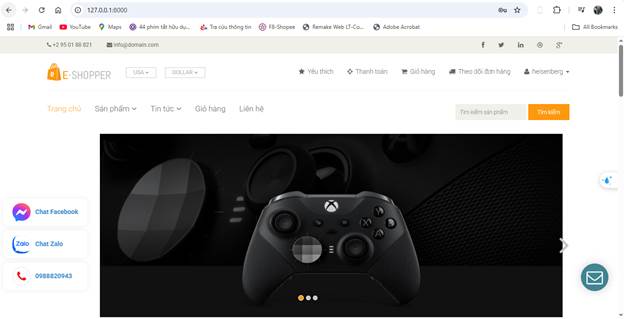 127.0.0.1:6000
Gmail YouTube Maps 44 phím tắt hữu dụ... Tra cứu thông tin F8-Shopee Remake Web LT-Co... Adobe Acrobat All Bookmarks
+2 95 01 88 821 info@domain.com
E-SHOPPER USA DOLLAR Yêu thích Thanh toán Giỏ hàng Theo dõi đơn hàng heisenberg
Trang chủ Sản phẩm Tin tức Giỏ hàng Liên hệ Tìm kiếm sản phẩm Tìm kiếm
Chat Facebook
Zalo Chat Zalo
0988820943